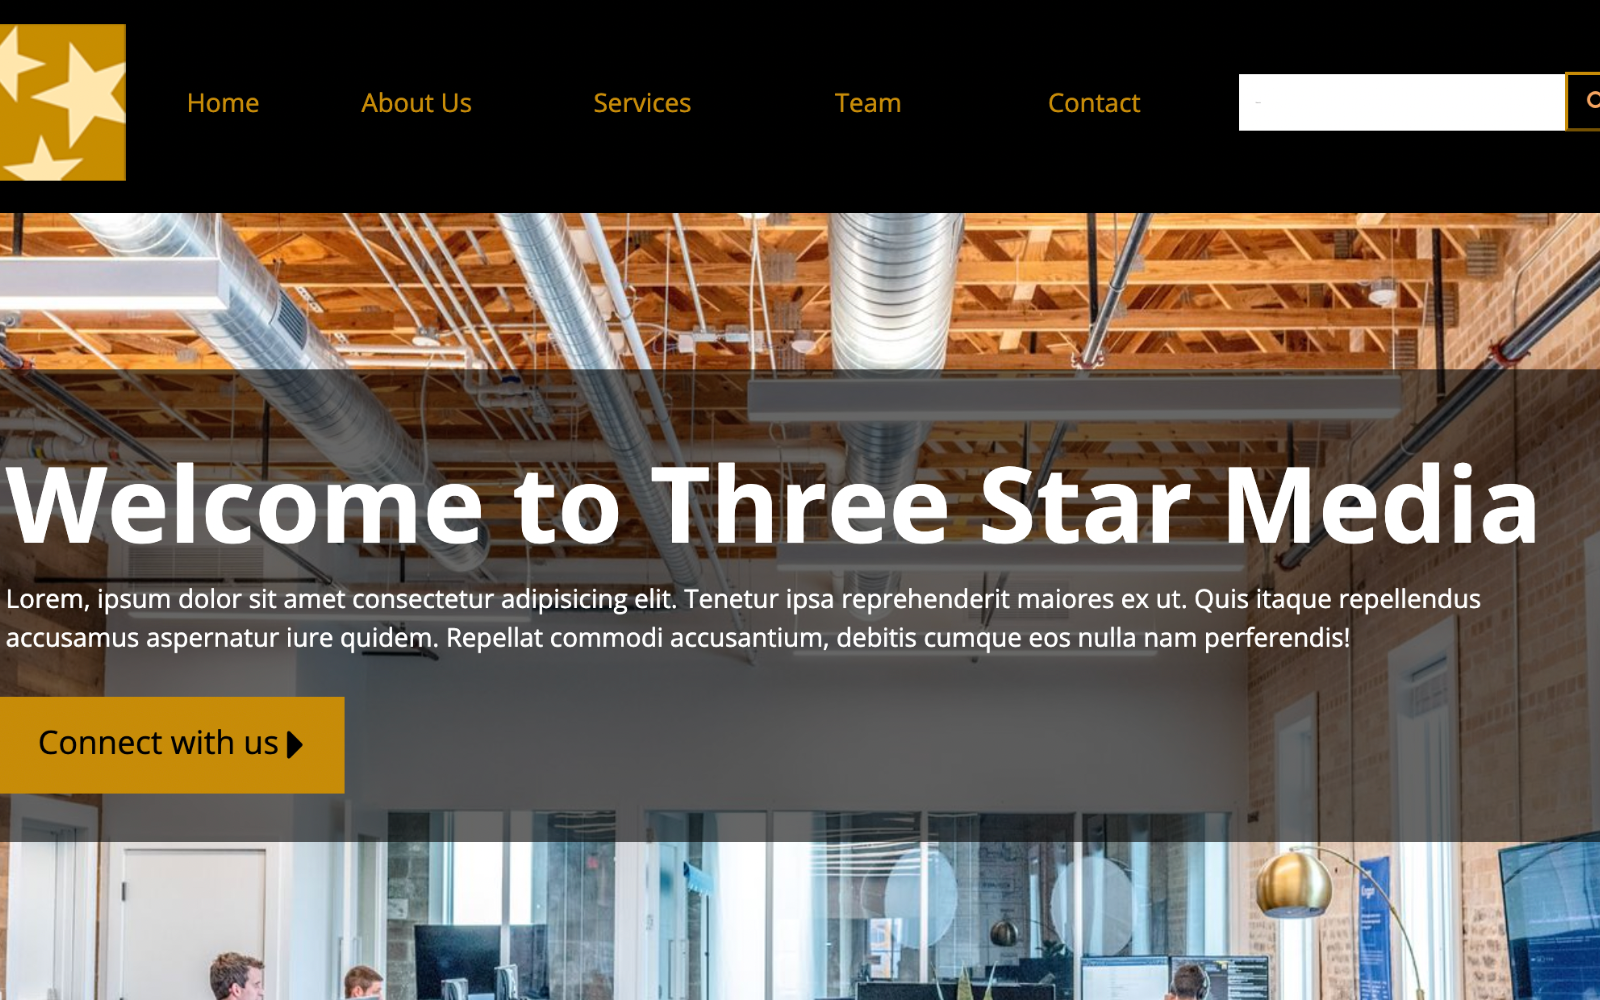 Home About Us Services Team Contact
Welcome to Three Star Media
Lorem, ipsum dolor sit amet consectetur adipisicing elit. Tenetur ipsa reprehenderit maiores ex ut. Quis itaque repellendus
accusamus aspernatur iure quidem. Repellat commodi accusantium, debitis cumque eos nulla nam perferendis!
Connect with us